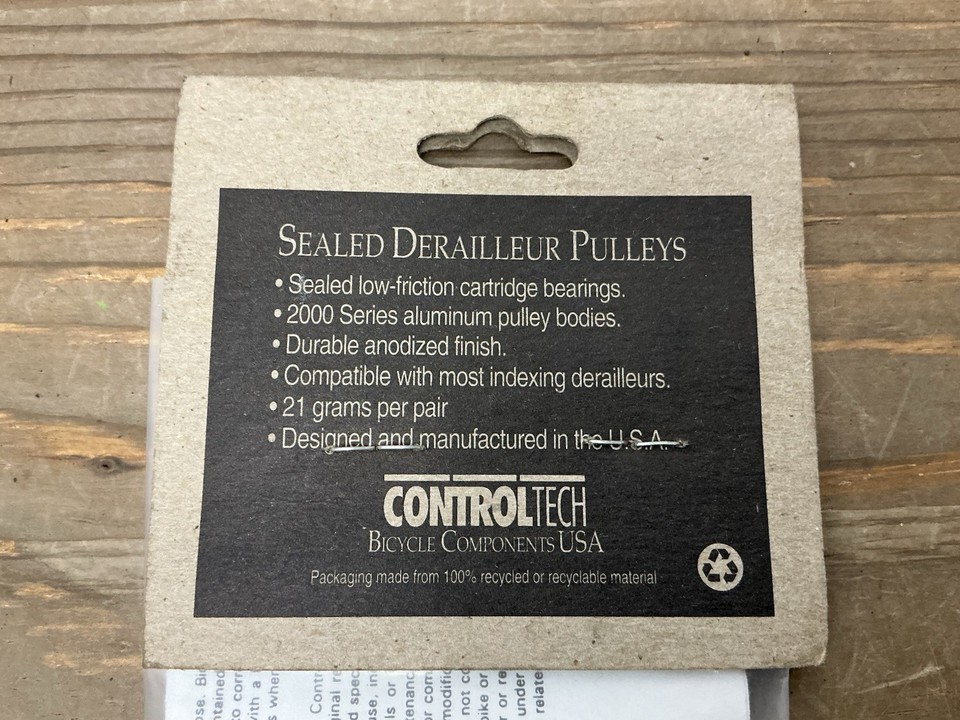 SEALED DERAILLEUR PULLEYS
• Sealed low-friction cartridge bearings.
• 2000 Series aluminum pulley bodies.
• Durable anodized finish.
• Compatible with most indexing derailleurs.
• 21 grams per pair
• Designed and manufactured in the U.S.A.
CONTROLTECH
BICYCLE COMPONENTS USA
Packaging made from 100% recycled or recyclable material